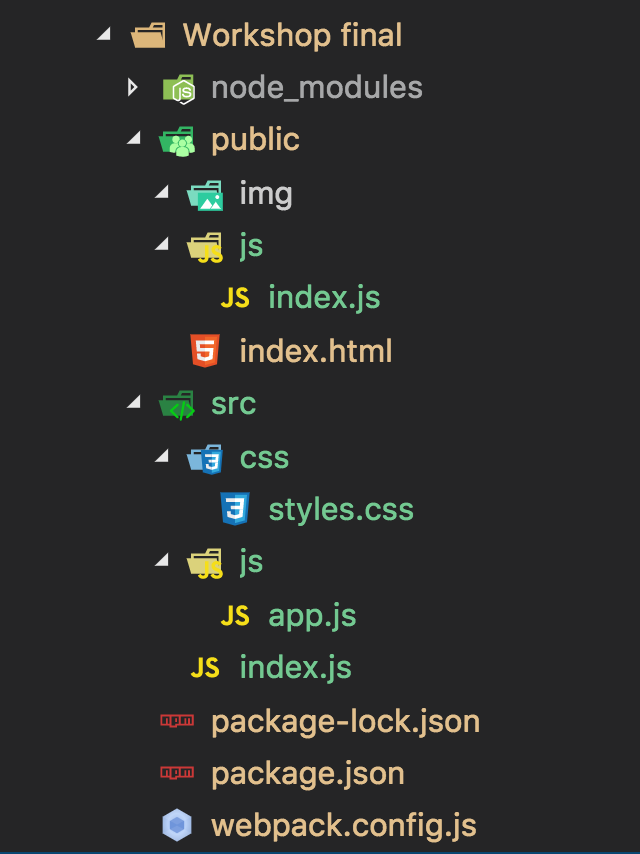 Workshop final
node_modules
public
img
js
JS index.js
index.html
src
css
styles.css
js
JS app.js
JS index.js
package-lock.json
package.json
webpack.config.js